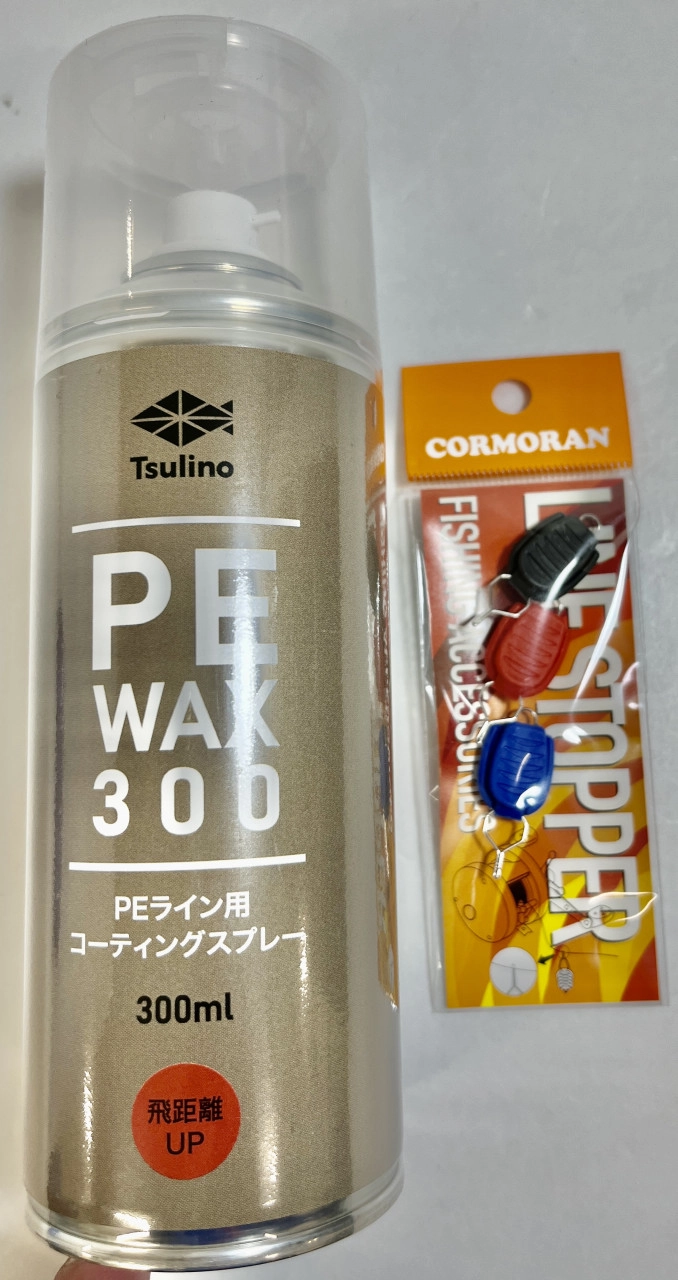 Tsulino
PE
WAX
300
PEライン用
コーティングスプレー
300ml
飛距離
UP
CORMORAN
LINE STOPPER
FISHING ACCESSORIES